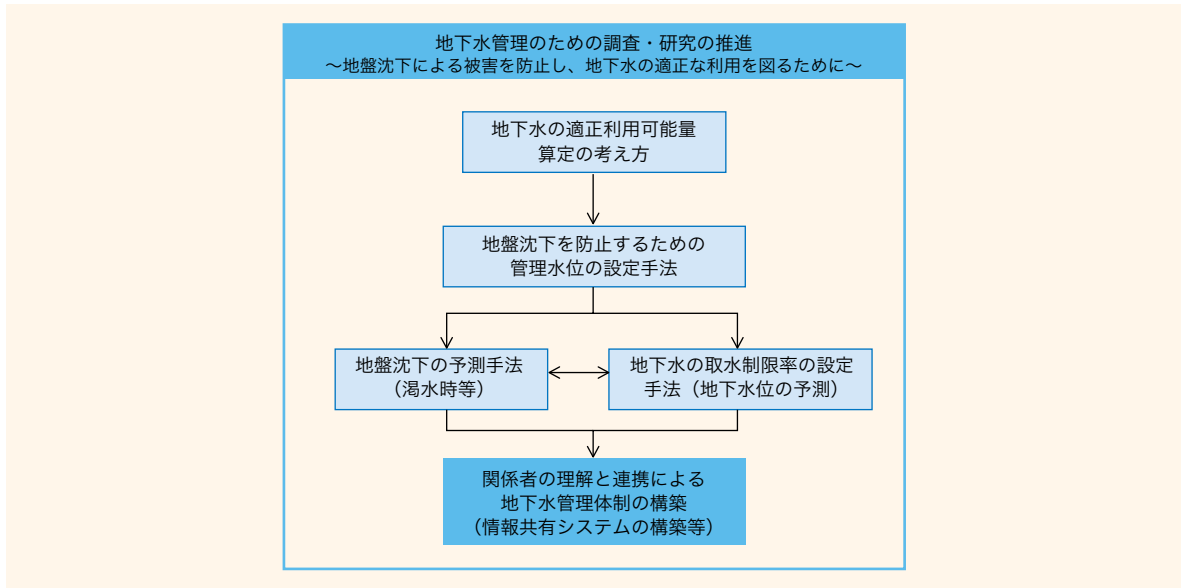 地下水管理のための調査・研究の推進
～地盤沈下による被害を防止し、地下水の適正な利用を図るために～
地下水の適正利用可能量
算定の考え方
地盤沈下を防止するための
管理水位の設定手法
地盤沈下の予測手法
（渇水時等）
地下水の取水制限率の設定
手法（地下水位の予測）
関係者の理解と連携による
地下水管理体制の構築
（情報共有システムの構築等）